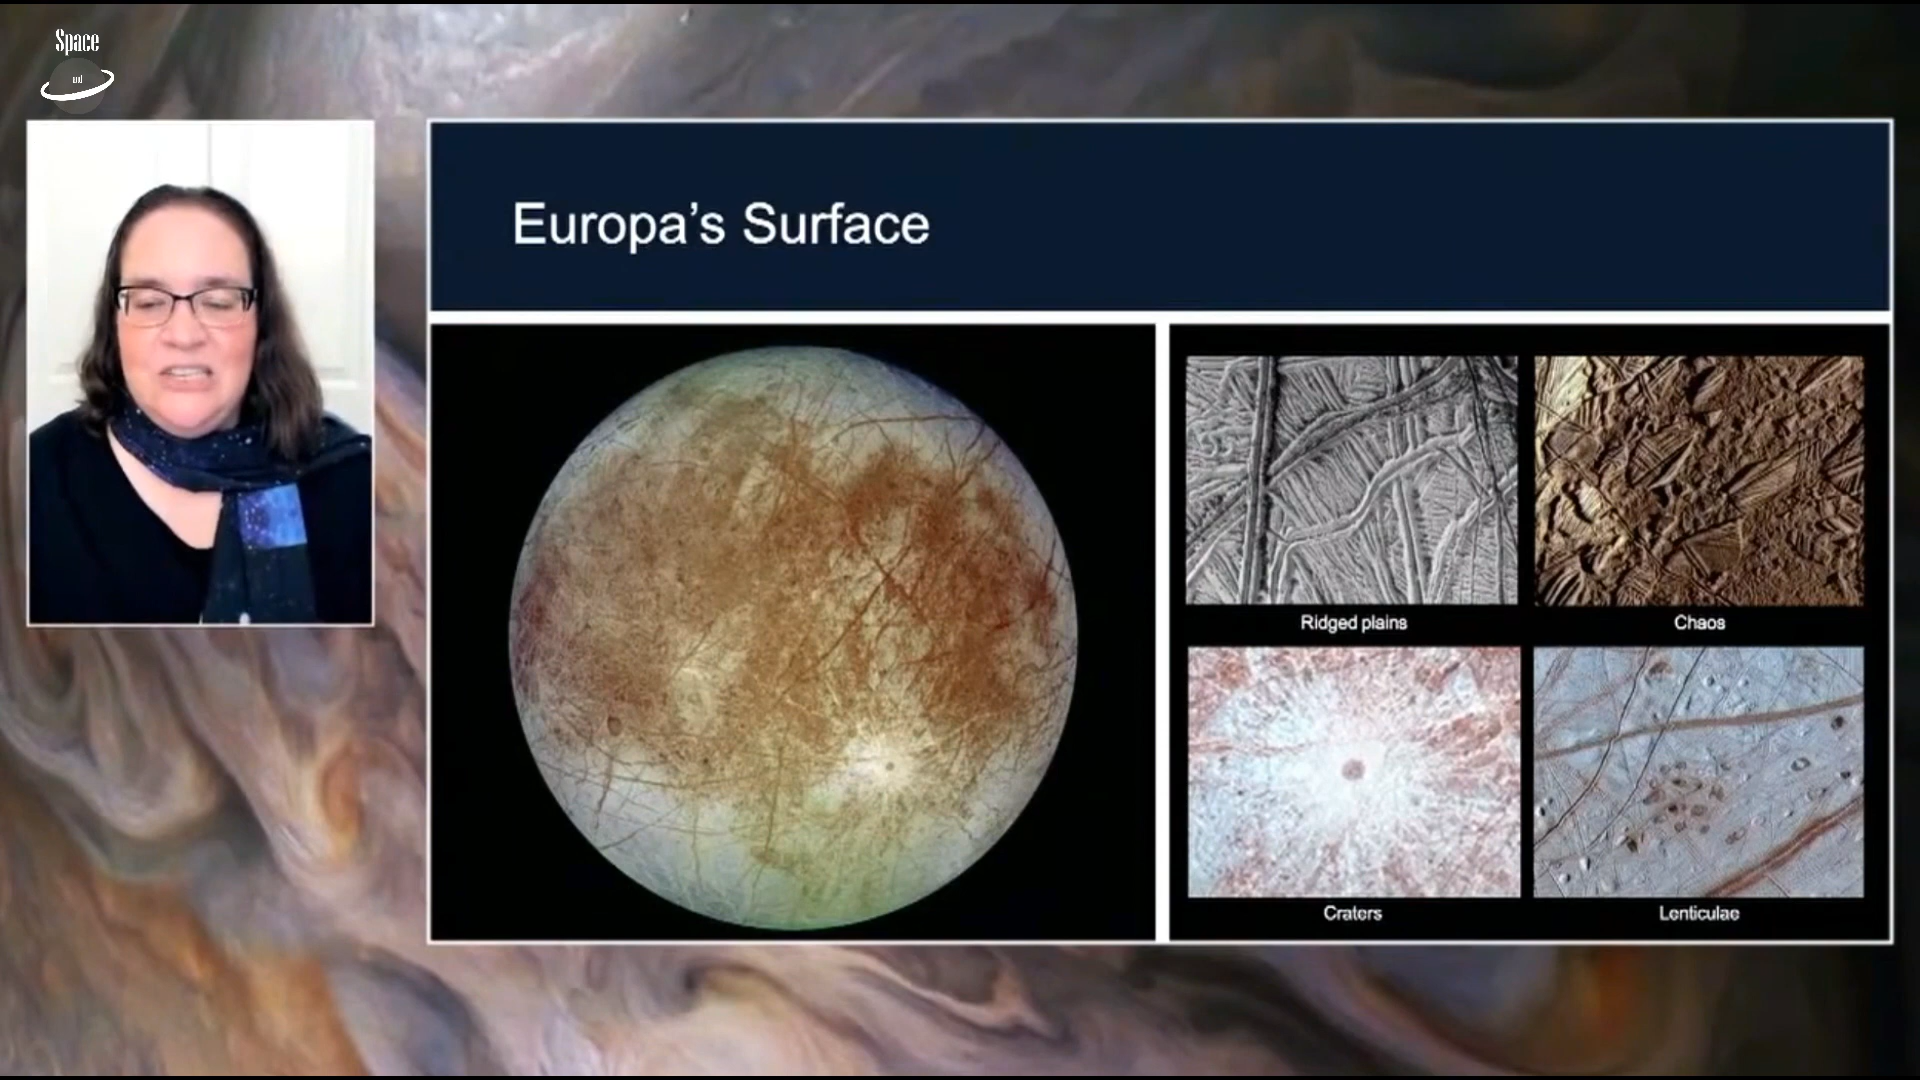 Space
Europa's Surface
Ridged plains
Chaos
Craters
Lenticulae